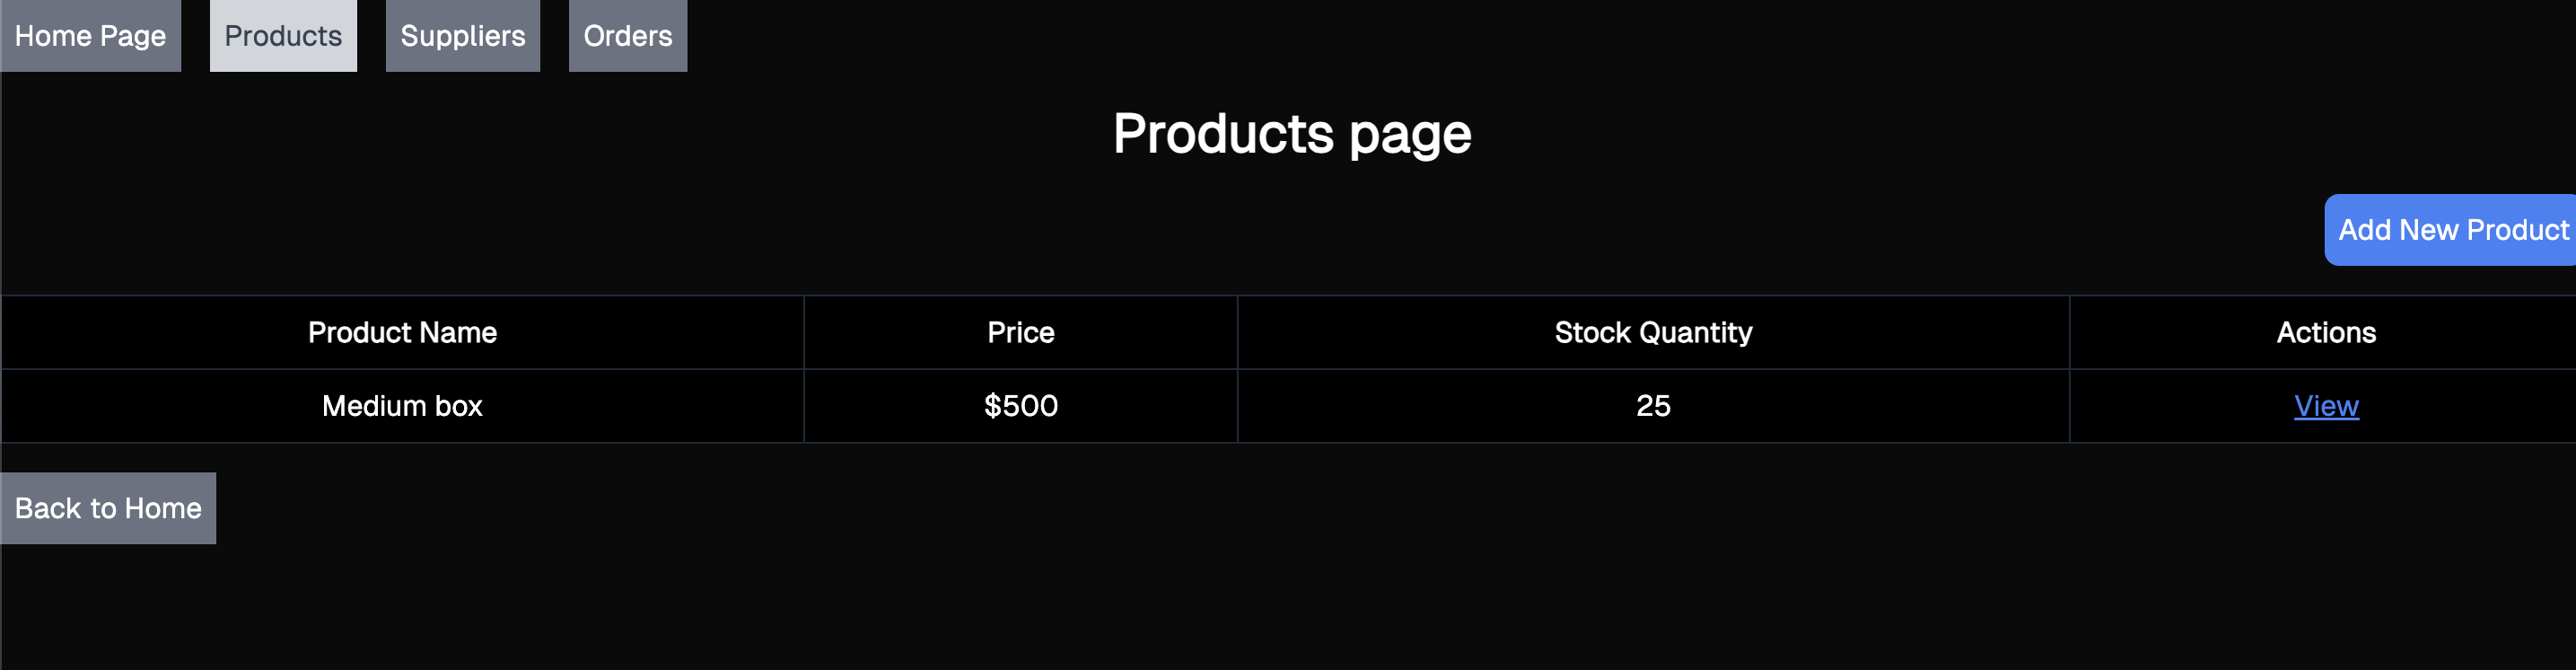 Home Page Products Suppliers Orders
Products page
Add New Product
Product Name Price Stock Quantity Actions
Medium box $500 25 View
Back to Home